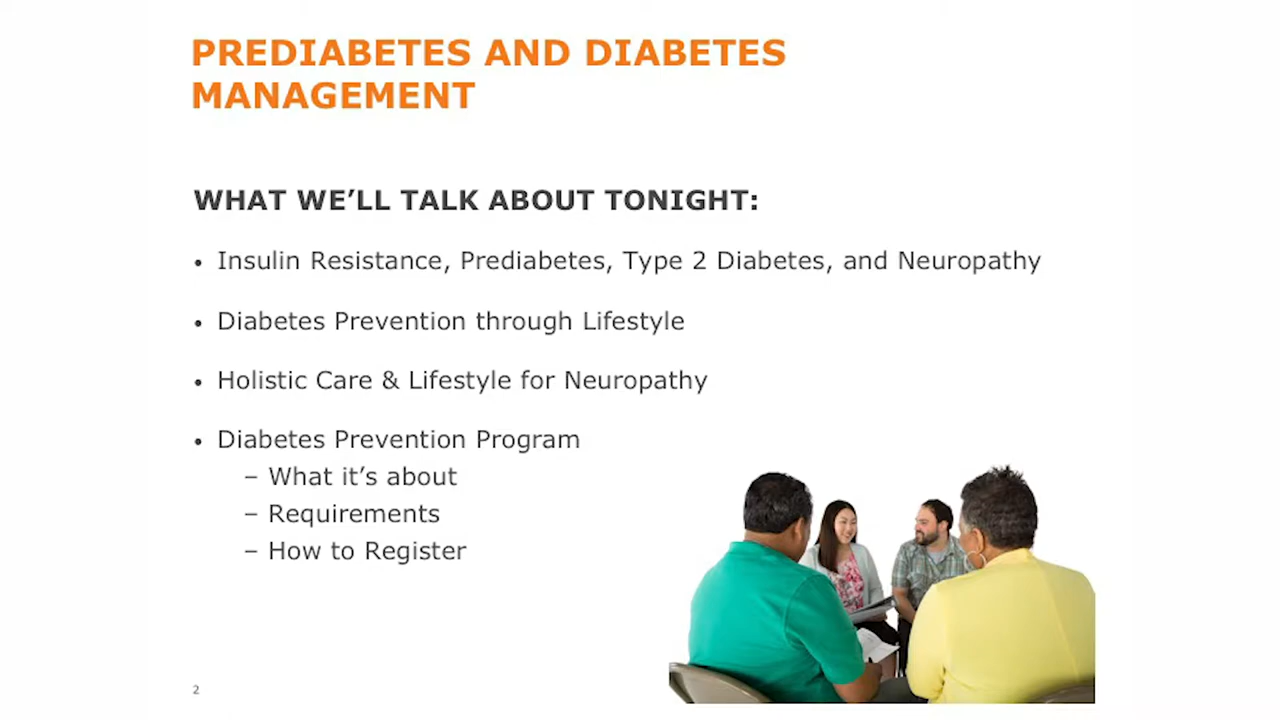 PREDIABETES AND DIABETES
MANAGEMENT
WHAT WE’LL TALK ABOUT TONIGHT:
• Insulin Resistance, Prediabetes, Type 2 Diabetes, and Neuropathy
• Diabetes Prevention through Lifestyle
• Holistic Care & Lifestyle for Neuropathy
• Diabetes Prevention Program
– What it’s about
– Requirements
– How to Register
2